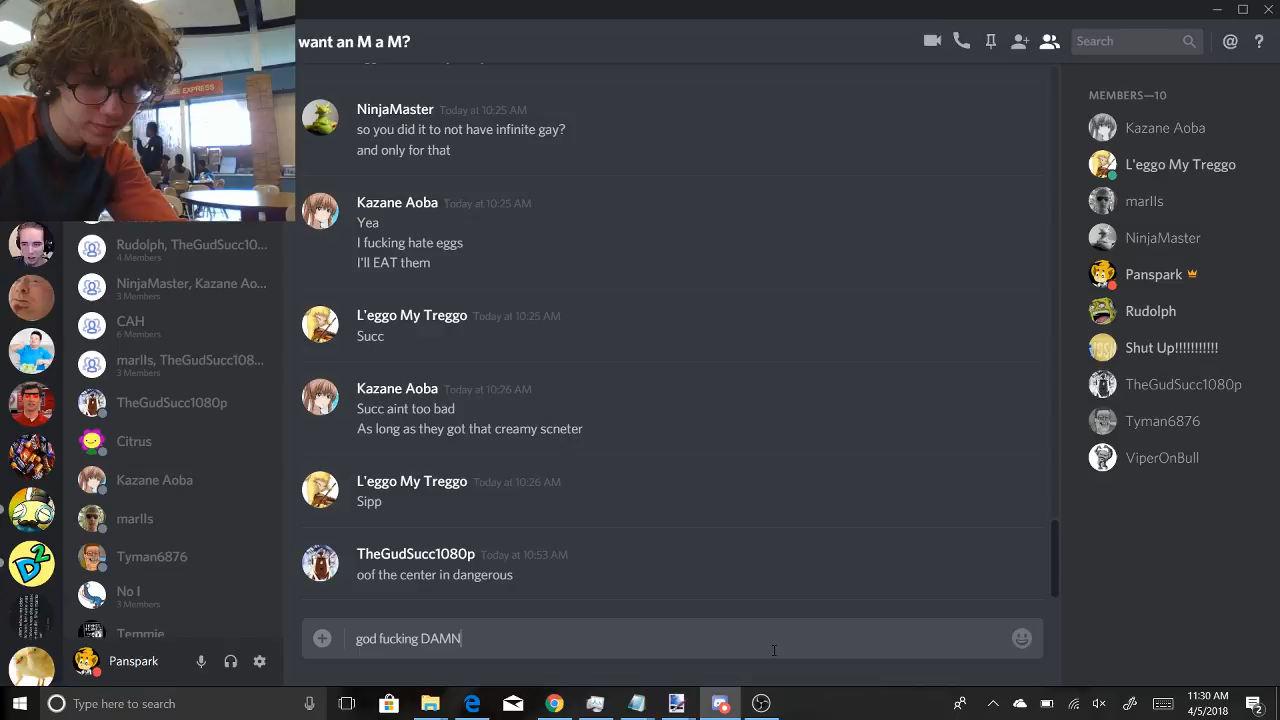 want an M a M?
Search
@
?
E EXPRESS
NinjaMaster Today at 10:25 AM
so you did it to not have infinite gay?
and only for that
Kazane Aoba Today at 10:25 AM
Yea
I fucking hate eggs
I'll EAT them
L'eggo My Treggo Today at 10:25 AM
Succ
Kazane Aoba Today at 10:26 AM
Succ aint too bad
As long as they got that creamy scneter
L'eggo My Treggo Today at 10:26 AM
Sipp
TheGudSucc1080p Today at 10:53 AM
oof the center in dangerous
god fucking DAMN
Rudolph, TheGudSucc10...
4 Members
NinjaMaster, Kazane Ao...
3 Members
CAH
6 Members
marlls, TheGudSucc108...
3 Members
TheGudSucc1080p
Citrus
Kazane Aoba
marlls
Tyman6876
No I
3 Members
Temmie
Panspark
D2
MEMBERS—10
Kazane Aoba
L'eggo My Treggo
marlls
NinjaMaster
Panspark
Rudolph
Shut Up!!!!!!!!!!!
TheGudSucc1080p
Tyman6876
ViperOnBull
Type here to search
11:30 AM
4/5/2018
2